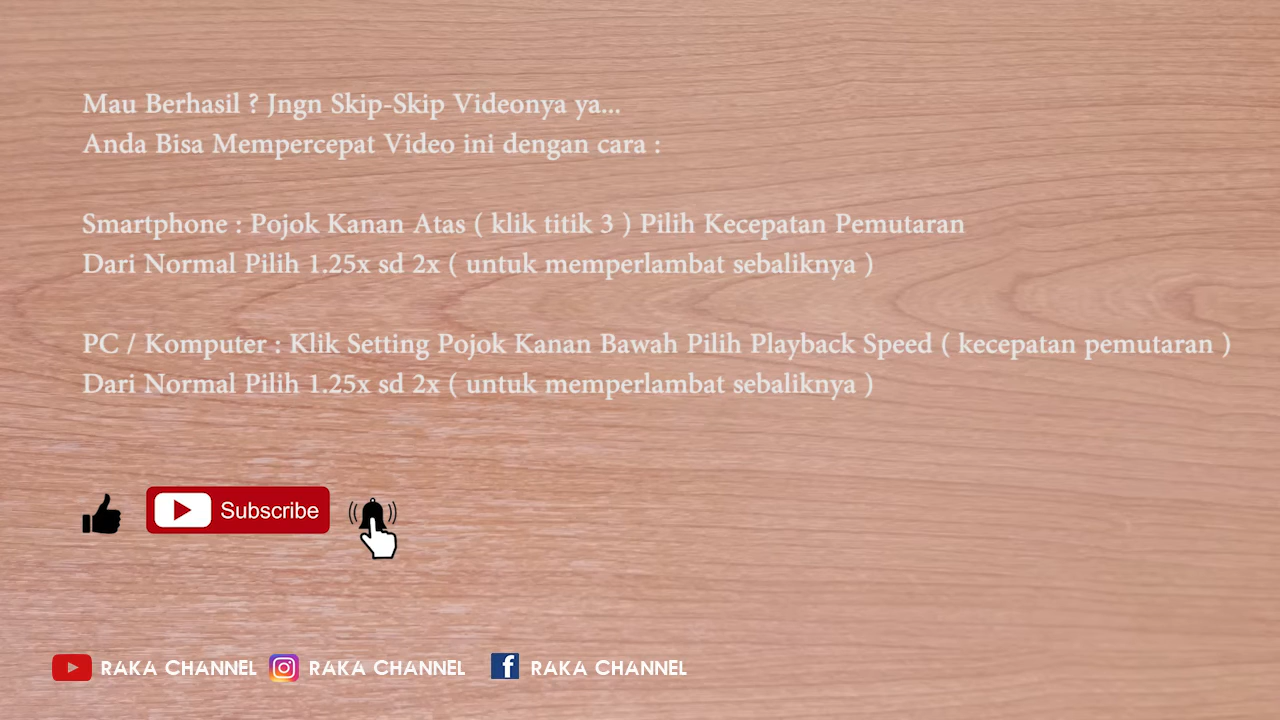 Mau Berhasil ? Jngn Skip-Skip Videonya ya...
Anda Bisa Mempercepat Video ini dengan cara :
Smartphone : Pojok Kanan Atas ( klik titik 3 ) Pilih Kecepatan Pemutaran
Dari Normal Pilih 1.25x sd 2x ( untuk memperlambat sebaliknya )
PC / Komputer : Klik Setting Pojok Kanan Bawah Pilih Playback Speed ( kecepatan pemutaran )
Dari Normal Pilih 1.25x sd 2x ( untuk memperlambat sebaliknya )
Subscribe
RAKA CHANNEL RAKA CHANNEL RAKA CHANNEL